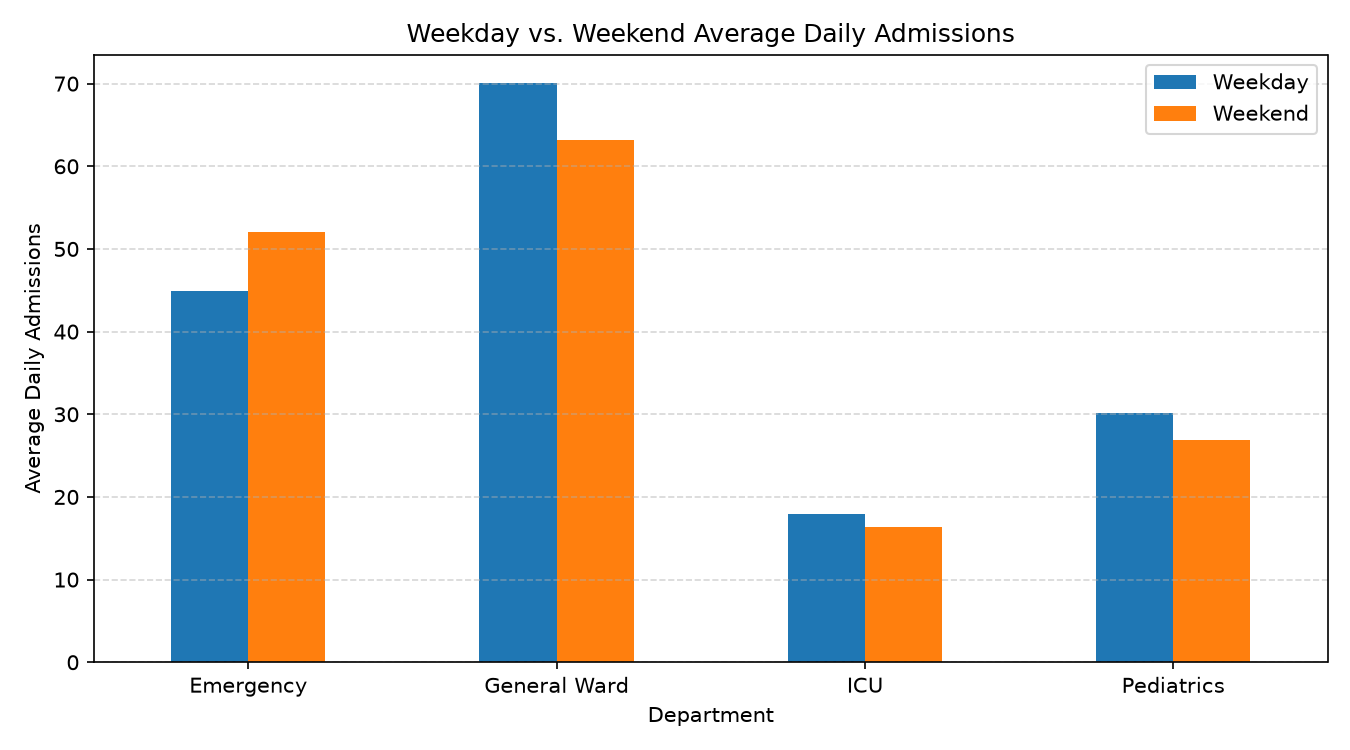 Weekday vs. Weekend Average Daily Admissions
Weekday
Weekend
Average Daily Admissions
70
60
50
40
30
20
10
0
Emergency
General Ward
ICU
Pediatrics
Department